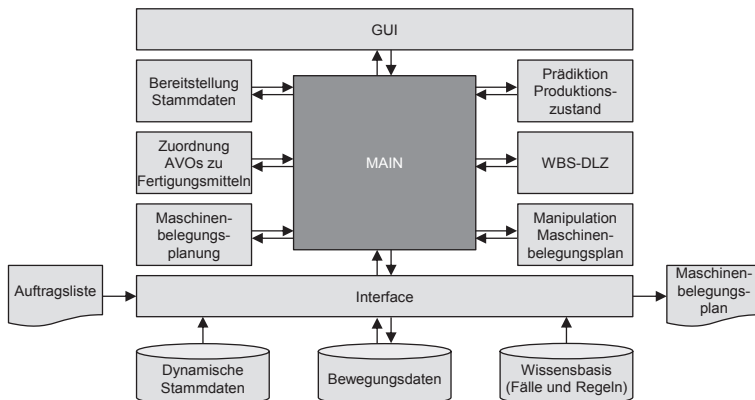 GUI
Bereitstellung
Stammdaten
Prädiktion
Produktions-
zustand
Zuordnung
AVOs zu
Fertigungsmitteln
MAIN
WBS-DLZ
Maschinen-
belegungs-
planung
Manipulation
Maschinen-
belegungsplan
Auftragsliste
Interface
Maschinen-
belegungs-
plan
Dynamische
Stammdaten
Bewegungsdaten
Wissensbasis
(Fälle und Regeln)